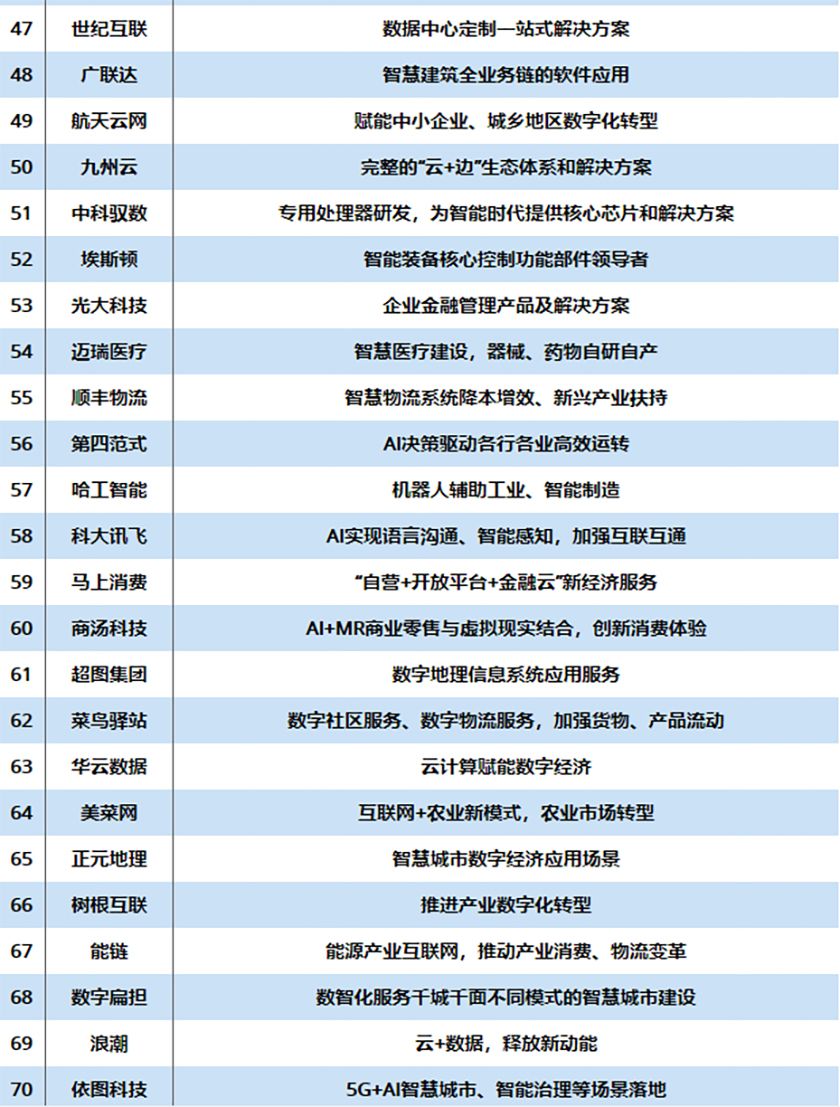 47 世纪互联 数据中心定制一站式解决方案
48 广联达 智慧建筑全业务链的软件应用
49 航天云网 赋能中小企业、城乡地区数字化转型
50 九州云 完整的“云+边”生态体系和解决方案
51 中科驭数 专用处理器研发，为智能时代提供核心芯片和解决方案
52 埃斯顿 智能装备核心控制功能部件领导者
53 光大科技 企业金融管理产品及解决方案
54 迈瑞医疗 智慧医疗建设，器械、药物自研自产
55 顺丰物流 智慧物流系统降本增效、新兴产业扶持
56 第四范式 AI决策驱动各行各业高效运转
57 哈工智能 机器人辅助工业、智能制造
58 科大讯飞 AI实现语言沟通、智能感知，加强互联互通
59 马上消费 “自营+开放平台+金融云”新经济服务
60 商汤科技 AI+MR商业零售与虚拟现实结合，创新消费体验
61 超图集团 数字地理信息系统应用服务
62 菜鸟驿站 数字社区服务、数字物流服务，加强货物、产品流动
63 华云数据 云计算赋能数字经济
64 美菜网 互联网+农业新模式，农业市场转型
65 正元地理 智慧城市数字经济应用场景
66 树根互联 推进产业数字化转型
67 能链 能源产业互联网，推动产业消费、物流变革
68 数字扁担 数智化服务千城千面不同模式的智慧城市建设
69 浪潮 云+数据，释放新动能
70 依图科技 5G+AI智慧城市、智能治理等场景落地